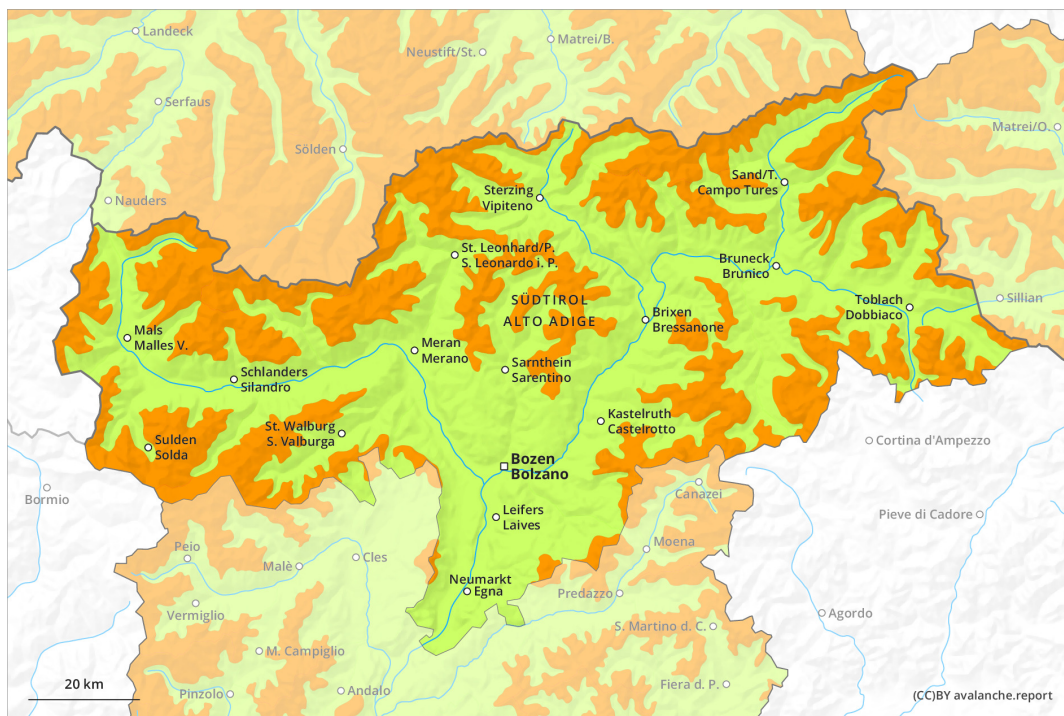 Landeck
Matrei/B.
Neustift/St.
Serfaus
Matrei/O.
Sölden
Nauders
Sand/T.
Campo Tures
Sterzing
Vipiteno
St. Leonhard/P.
S. Leonardo i. P.
Bruneck
Brunico
SÜDTIROL
ALTO ADIGE
Toblach
Dobbiaco
Sillian
Brixen
Bressanone
Mals
Malles V.
Meran
Merano
Sarnthein
Sarentino
Schlanders
Silandro
St. Walburg
S. Valburga
Kastelruth
Castelrotto
Sulden
Solda
Cortina d'Ampezzo
Bozen
Bolzano
Bormio
Canazei
Leifers
Laives
Pieve di Cadore
Moena
Peio
Cles
Malè
Neumarkt
Egna
Predazzo
Vermiglio
Agordo
S. Martino d. C.
M. Campiglio
Fiera d. P.
Andalo
Pinzolo
20 km
(CC)BY avalanche.report